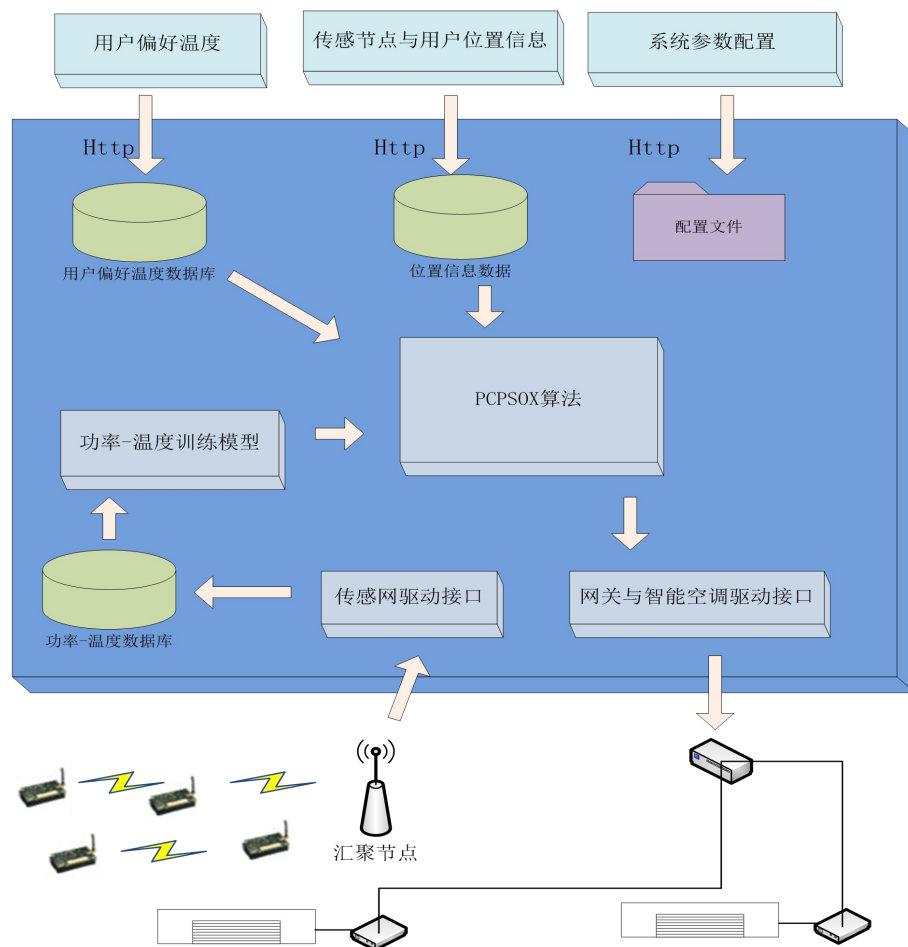 用户偏好温度
传感节点与用户位置信息
系统参数配置
Http
Http
Http
配置文件
用户偏好温度数据库
位置信息数据
PCPSOX算法
功率-温度训练模型
传感网驱动接口
网关与智能空调驱动接口
功率-温度数据库
汇聚节点